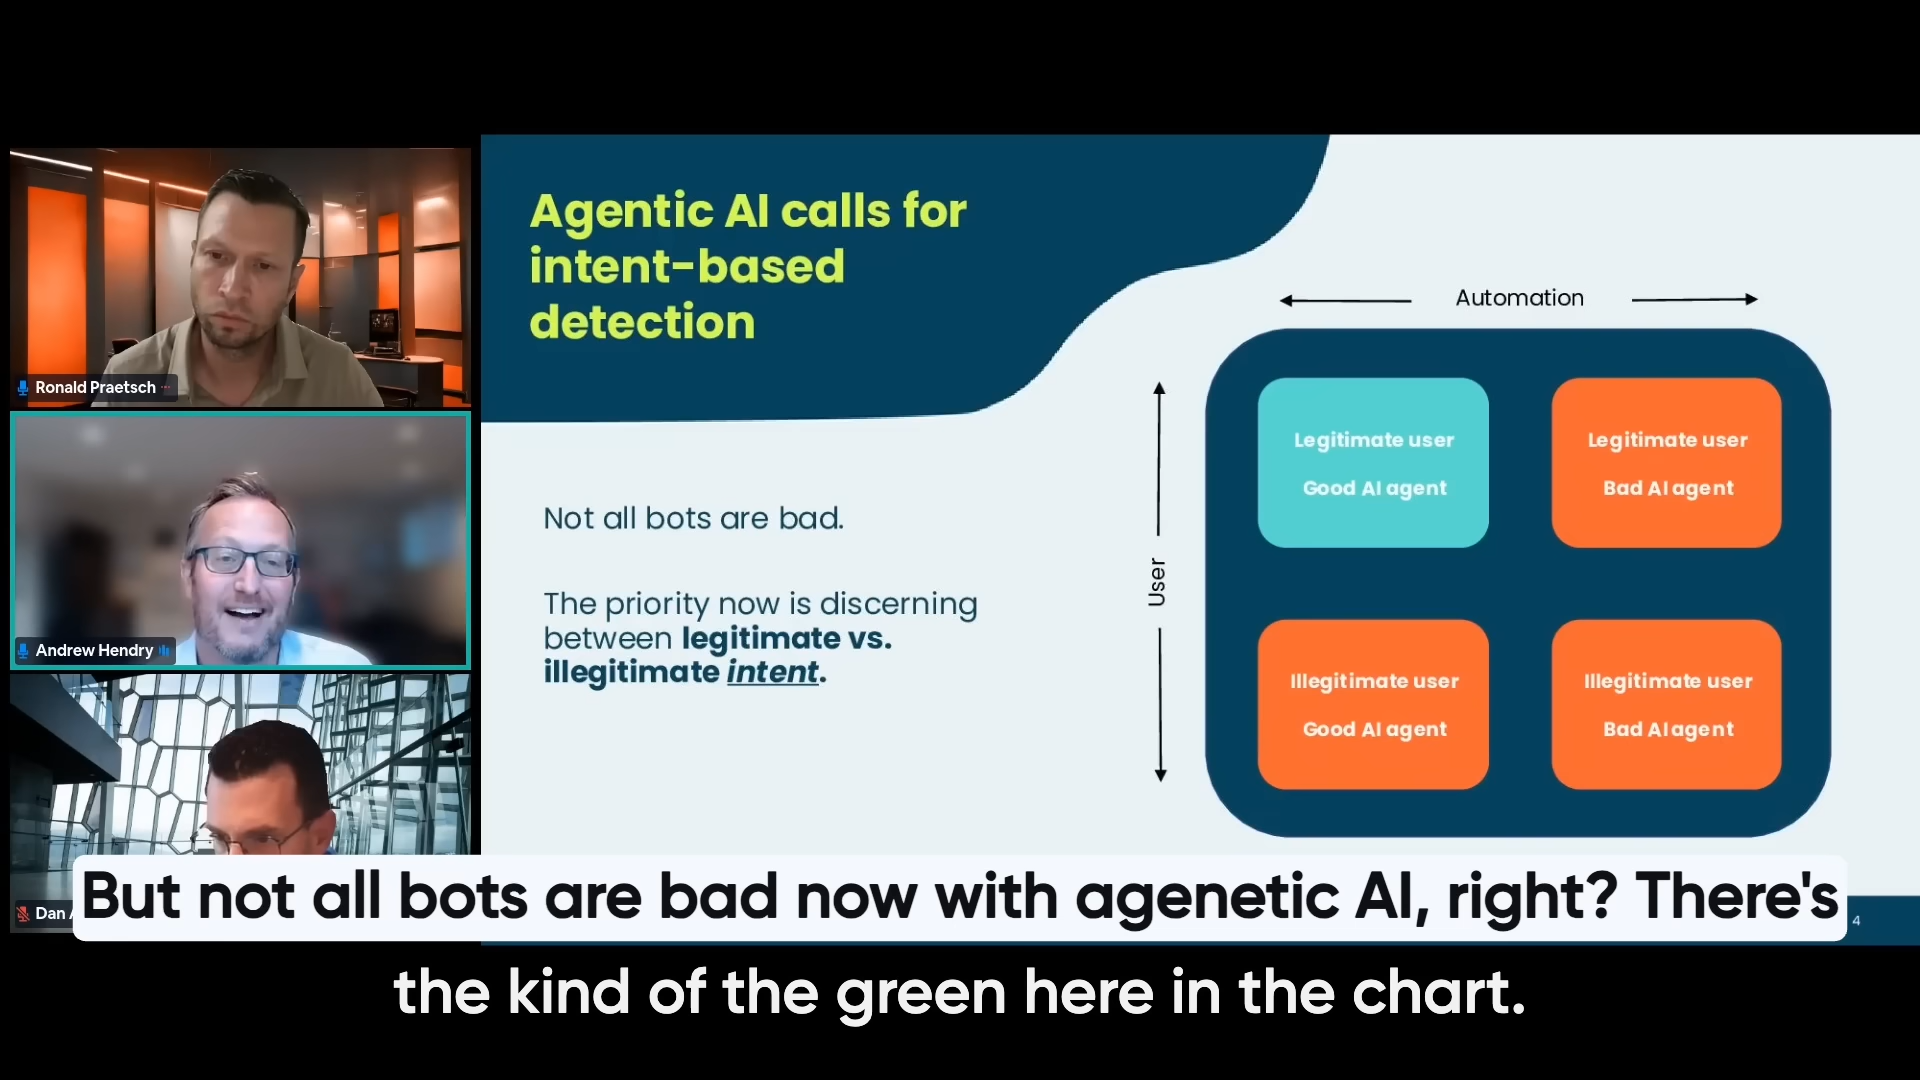 Agentic AI calls for
intent-based
detection
Not all bots are bad.
The priority now is discerning
between legitimate vs.
illegitimate intent.
Automation
User
Legitimate user
Good AI agent
Legitimate user
Bad AI agent
Illegitimate user
Good AI agent
Illegitimate user
Bad AI agent
Ronald Praetsch
Andrew Hendry
Dan
But not all bots are bad now with agenetic AI, right? There's
the kind of the green here in the chart.
4